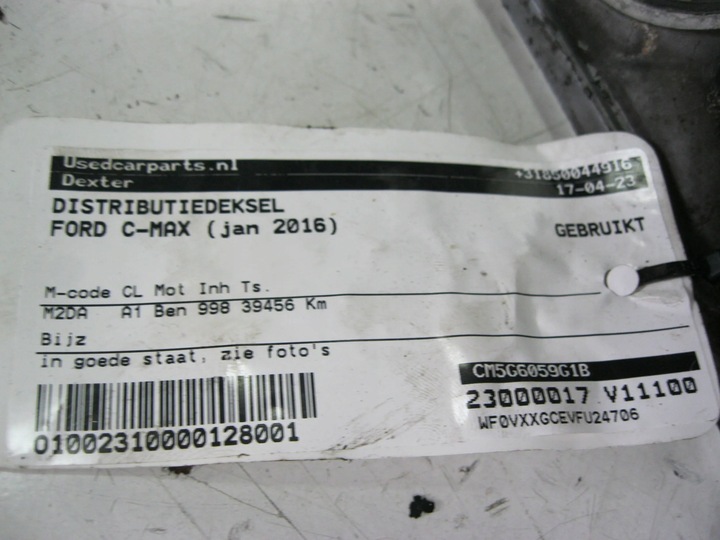 Usedcarparts.nl +31850044916
Dexter 17-04-23
DISTRIBUTIEDEKSEL
FORD C-MAX (jan 2016) GEBRUIKT
M-code CL Mot Inh Ts.
M2DA A1 Ben 998 39456 Km
Bijz
in goede staat, zie foto's
CM5G6059G1B
23000017 V11100
WF0VXXGCEVFU24706
01002310000128001